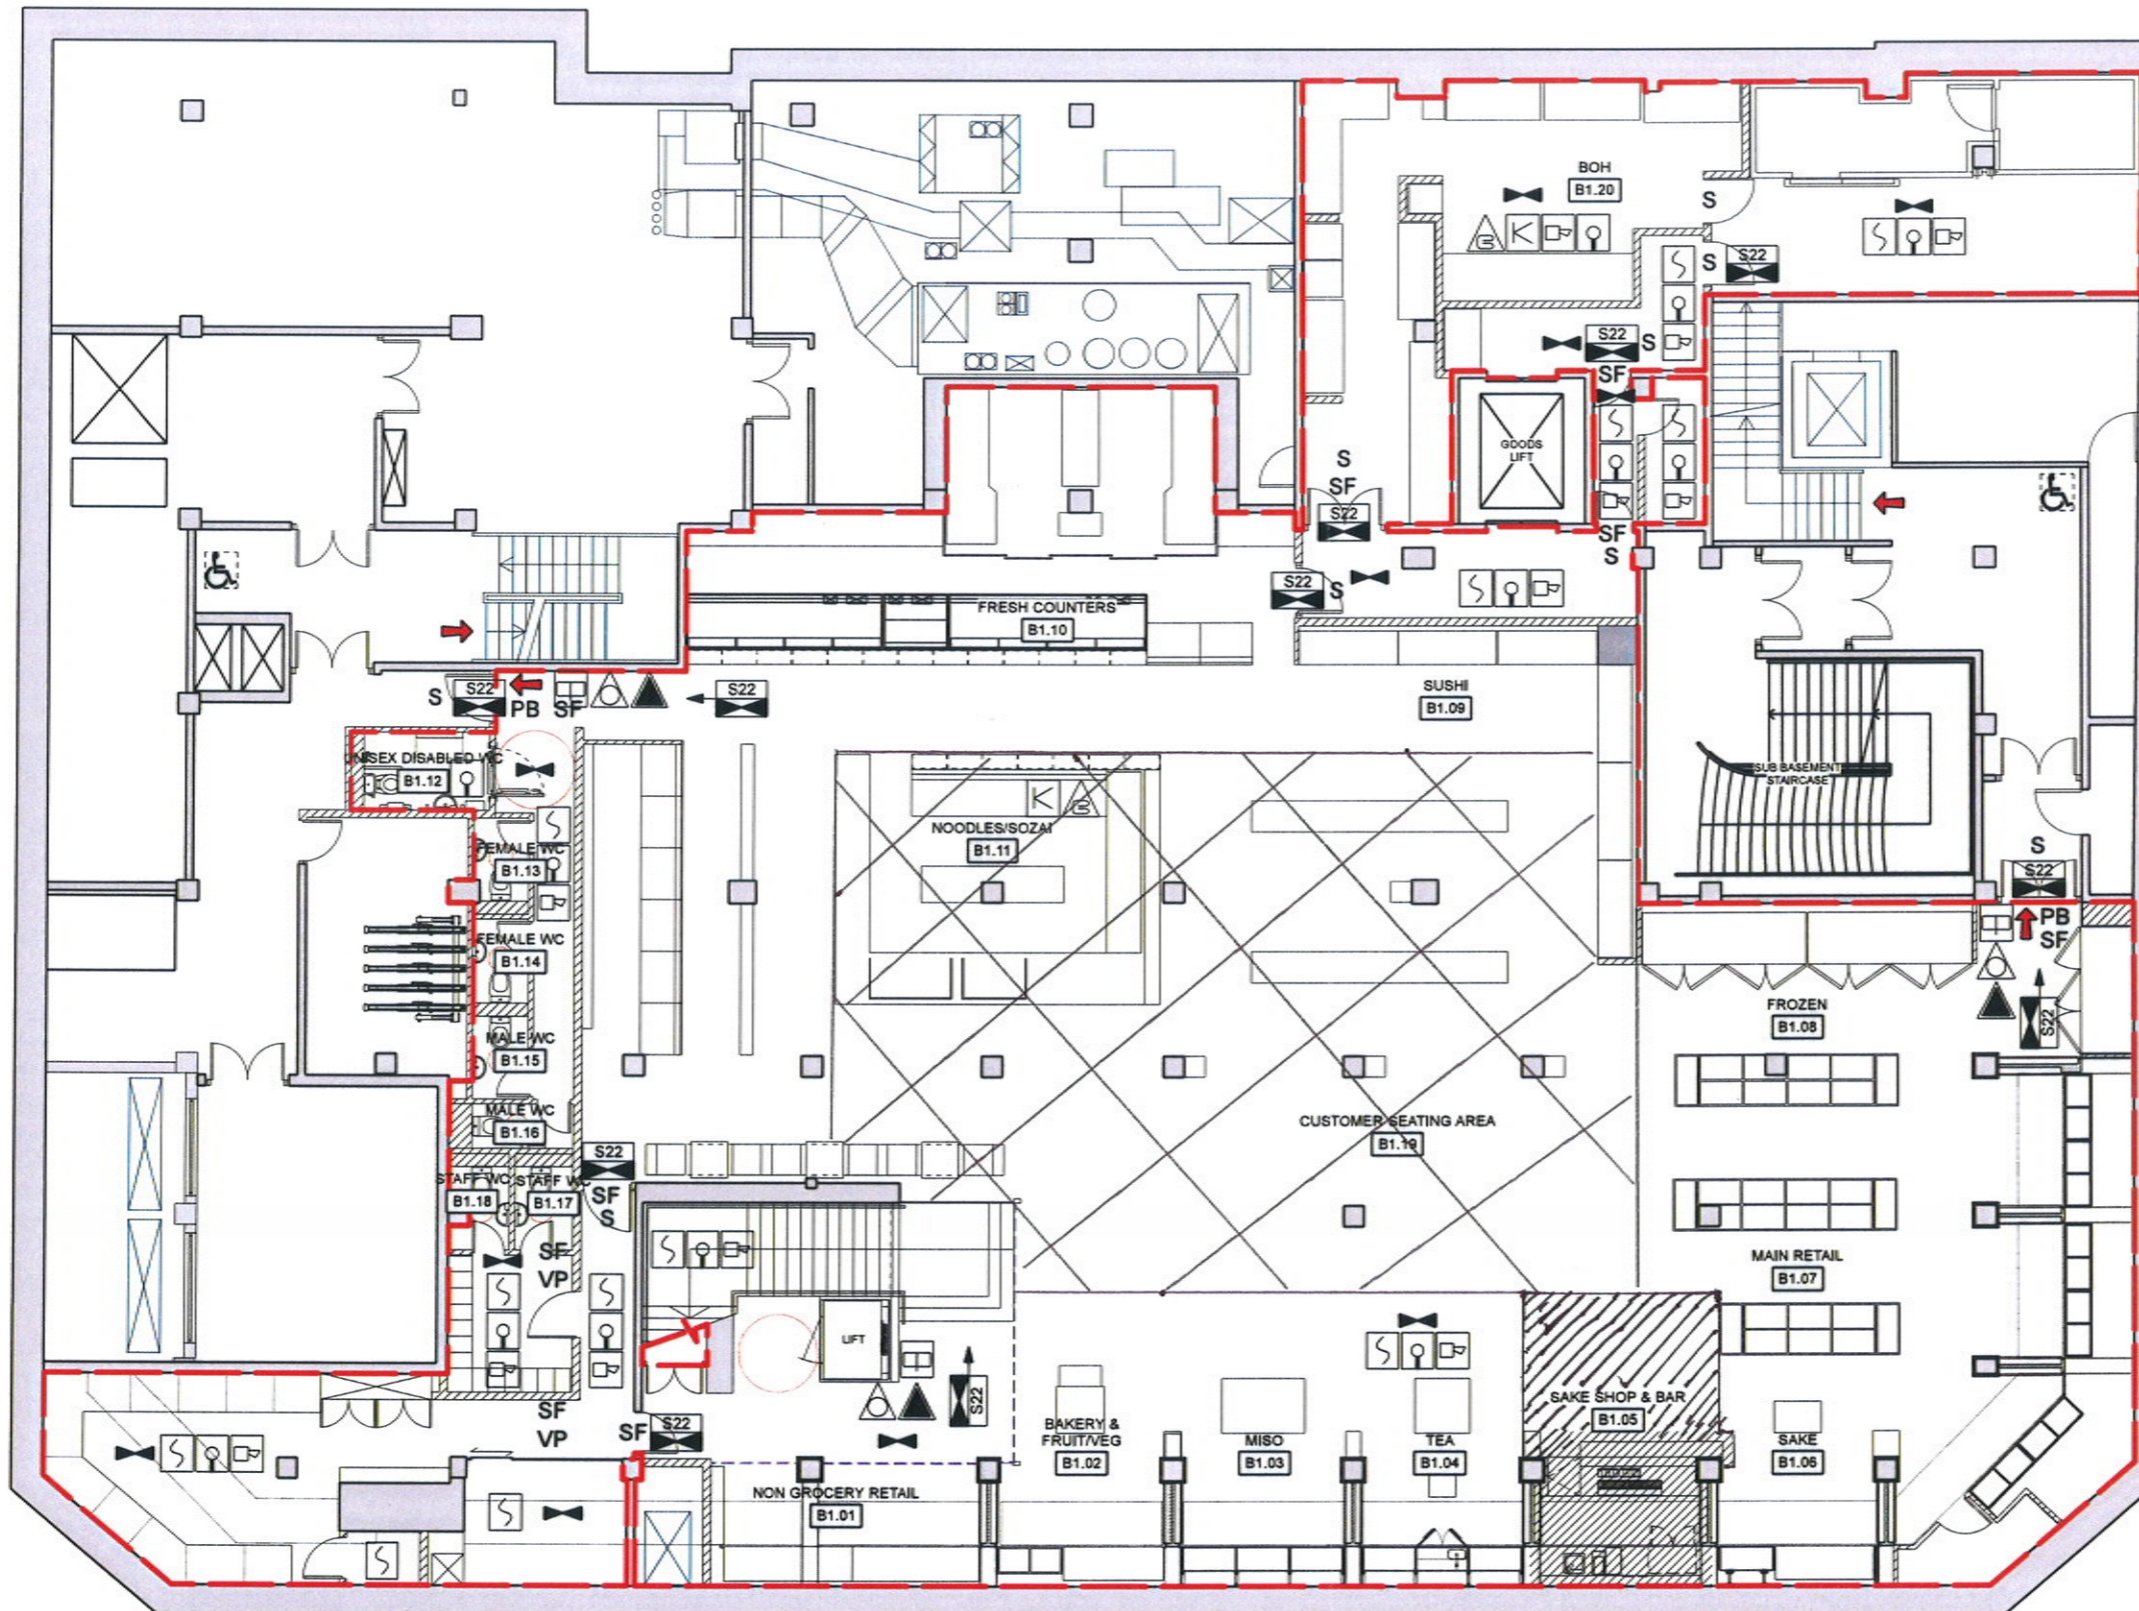 BOH
B1.20
S
S
S22
S22
S
SF
GOODS
LIFT
S
SF
S22
SF
S
S22
S
FRESH COUNTERS
B1.10
S
S22
PB
SF
S22
SUSHI
B1.09
UNISEX DISABLED WC
B1.12
SUB BASEMENT
STAIRCASE
NOODLES/SOZAI
B1.11
FEMALE WC
B1.13
S
S22
PB
SF
FEMALE WC
B1.14
FROZEN
B1.08
S22
MALE WC
B1.15
MALE WC
B1.16
CUSTOMER SEATING AREA
B1.19
S22
SF
S
STAFF WC
B1.18
STAFF WC
B1.17
SF
VP
MAIN RETAIL
B1.07
LIFT
S22
SF
VP
SF
S22
BAKERY &
FRUIT/VEG
B1.02
MISO
B1.03
TEA
B1.04
SAKE SHOP & BAR
B1.05
SAKE
B1.06
NON GROCERY RETAIL
B1.01